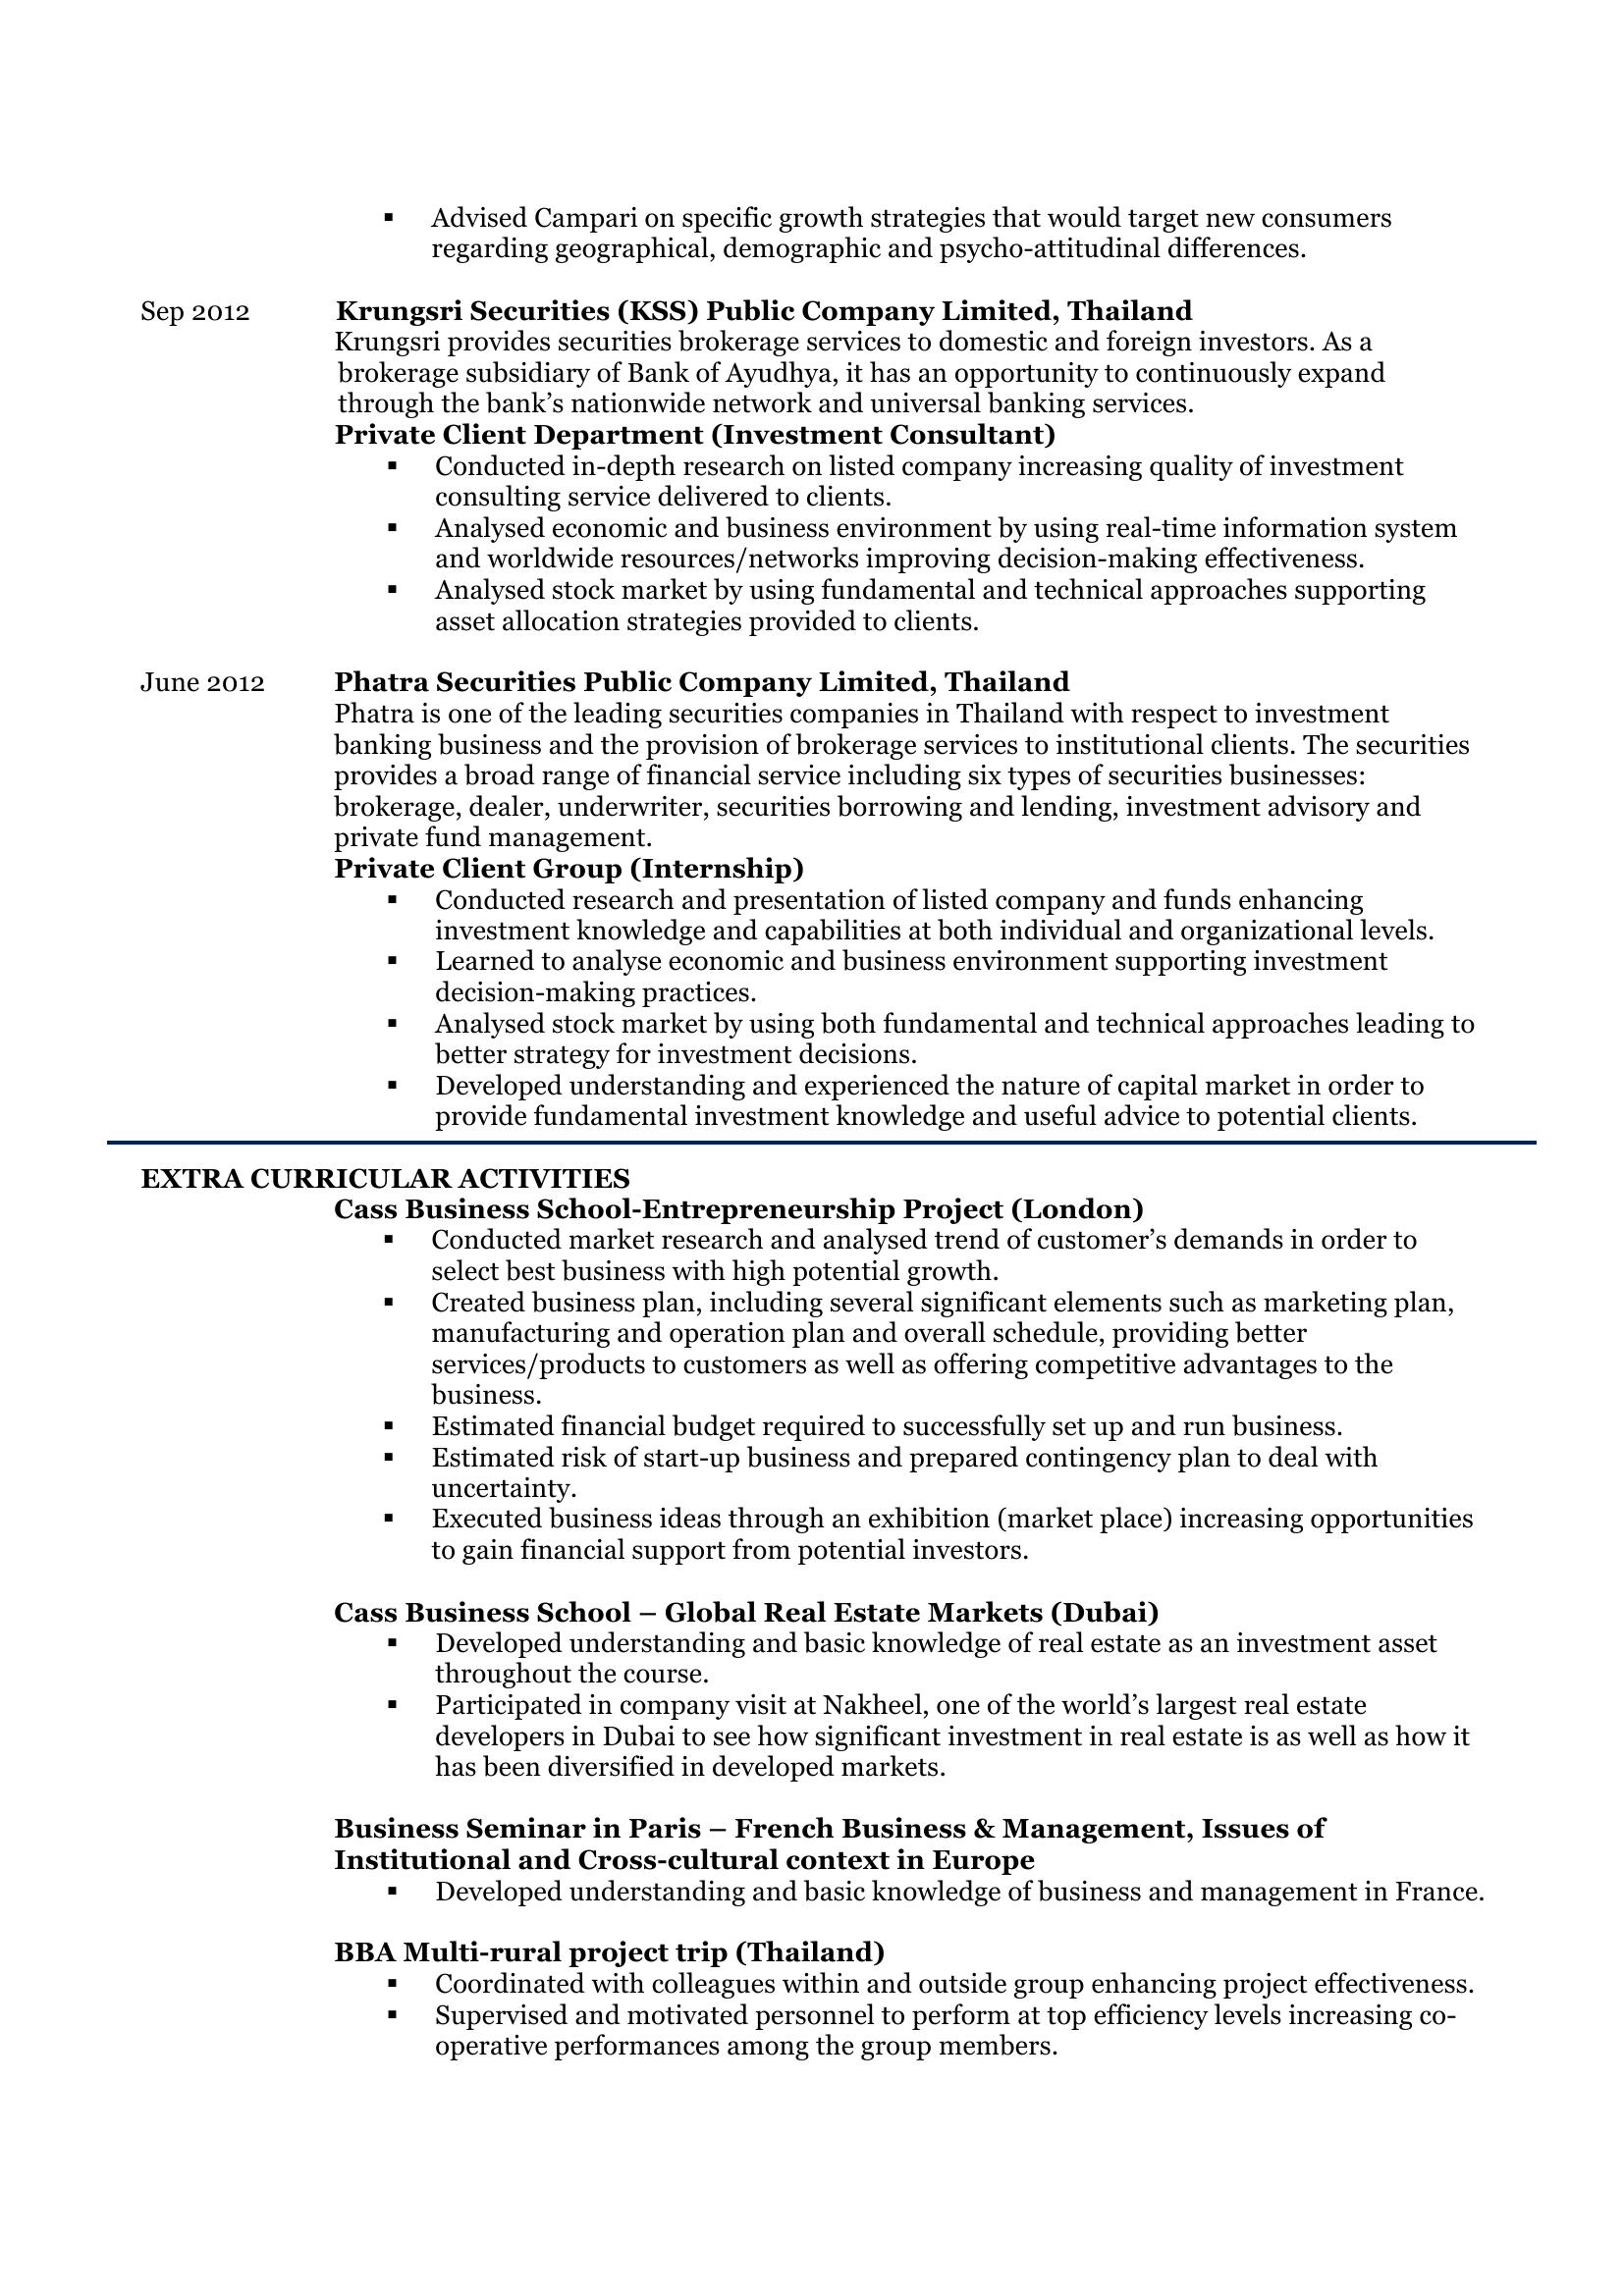 ▪ Advised Campari on specific growth strategies that would target new consumers
regarding geographical, demographic and psycho-attitudinal differences.
Sep 2012 Krungsri Securities (KSS) Public Company Limited, Thailand
Krungsri provides securities brokerage services to domestic and foreign investors. As a
brokerage subsidiary of Bank of Ayudhya, it has an opportunity to continuously expand
through the bank’s nationwide network and universal banking services.
Private Client Department (Investment Consultant)
▪ Conducted in-depth research on listed company increasing quality of investment
consulting service delivered to clients.
▪ Analysed economic and business environment by using real-time information system
and worldwide resources/networks improving decision-making effectiveness.
▪ Analysed stock market by using fundamental and technical approaches supporting
asset allocation strategies provided to clients.
June 2012 Phatra Securities Public Company Limited, Thailand
Phatra is one of the leading securities companies in Thailand with respect to investment
banking business and the provision of brokerage services to institutional clients. The securities
provides a broad range of financial service including six types of securities businesses:
brokerage, dealer, underwriter, securities borrowing and lending, investment advisory and
private fund management.
Private Client Group (Internship)
▪ Conducted research and presentation of listed company and funds enhancing
investment knowledge and capabilities at both individual and organizational levels.
▪ Learned to analyse economic and business environment supporting investment
decision-making practices.
▪ Analysed stock market by using both fundamental and technical approaches leading to
better strategy for investment decisions.
▪ Developed understanding and experienced the nature of capital market in order to
provide fundamental investment knowledge and useful advice to potential clients.
EXTRA CURRICULAR ACTIVITIES
Cass Business School-Entrepreneurship Project (London)
▪ Conducted market research and analysed trend of customer’s demands in order to
select best business with high potential growth.
▪ Created business plan, including several significant elements such as marketing plan,
manufacturing and operation plan and overall schedule, providing better
services/products to customers as well as offering competitive advantages to the
business.
▪ Estimated financial budget required to successfully set up and run business.
▪ Estimated risk of start-up business and prepared contingency plan to deal with
uncertainty.
▪ Executed business ideas through an exhibition (market place) increasing opportunities
to gain financial support from potential investors.
Cass Business School – Global Real Estate Markets (Dubai)
▪ Developed understanding and basic knowledge of real estate as an investment asset
throughout the course.
▪ Participated in company visit at Nakheel, one of the world’s largest real estate
developers in Dubai to see how significant investment in real estate is as well as how it
has been diversified in developed markets.
Business Seminar in Paris – French Business & Management, Issues of
Institutional and Cross-cultural context in Europe
▪ Developed understanding and basic knowledge of business and management in France.
BBA Multi-rural project trip (Thailand)
▪ Coordinated with colleagues within and outside group enhancing project effectiveness.
▪ Supervised and motivated personnel to perform at top efficiency levels increasing co-
operative performances among the group members.